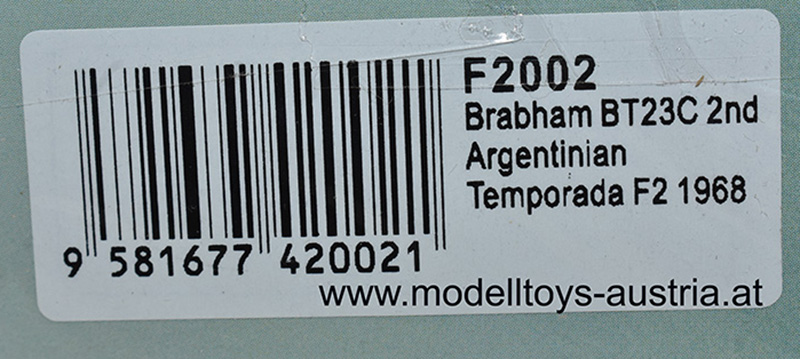 F2002
Brabham BT23C 2nd
Argentinian
Temporada F2 1968
9 581677 420021
www.modelltoys-austria.at